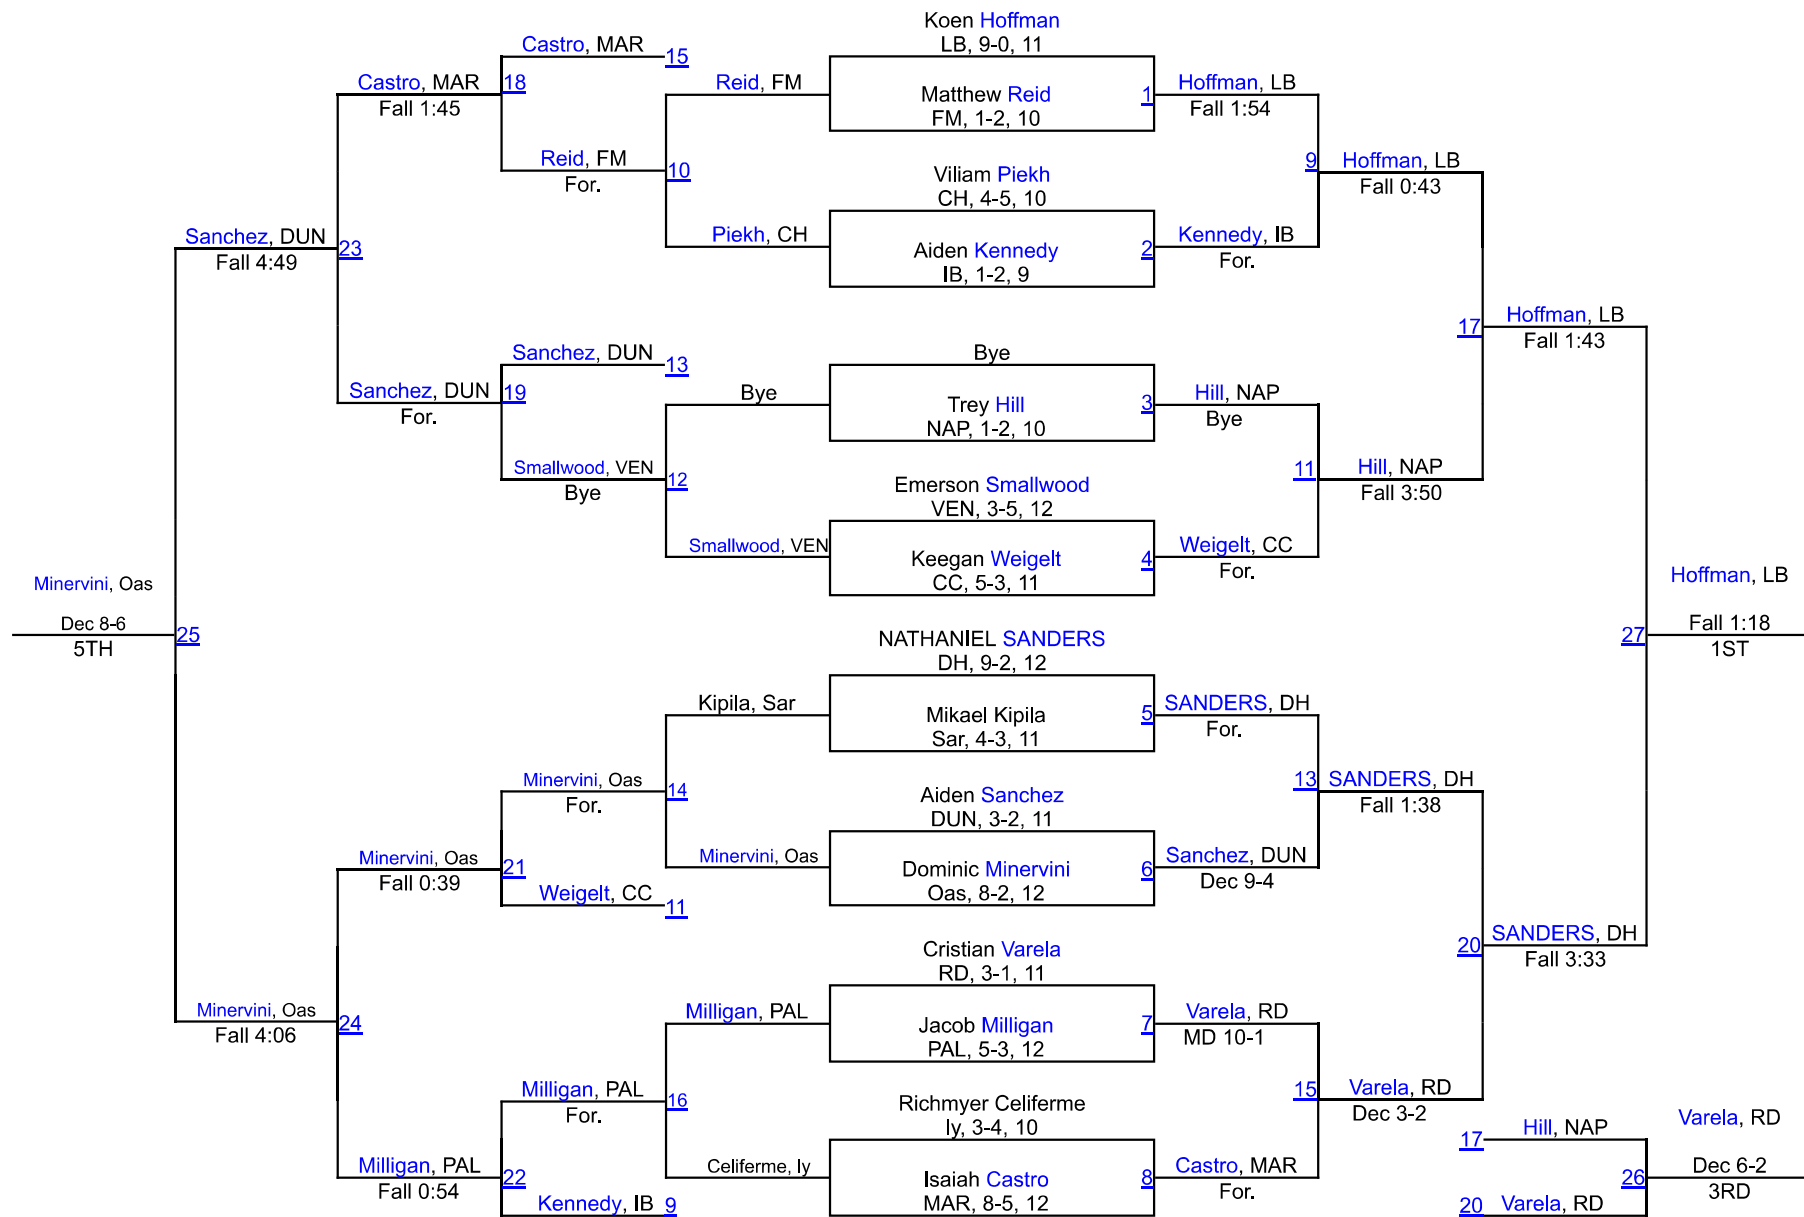 Koen Hoffman
LB, 9-0, 11
Castro, MAR
15
Castro, MAR
18
Fall 1:45
Reid, FM
Matthew Reid
FM, 1-2, 10
1
Hoffman, LB
Fall 1:54
Reid, FM
For.
10
Viliam Piekh
CH, 4-5, 10
9
Hoffman, LB
Fall 0:43
Sanchez, DUN
Fall 4:49
23
Piekh, CH
Aiden Kennedy
IB, 1-2, 9
2
Kennedy, IB
For.
17
Hoffman, LB
Fall 1:43
Sanchez, DUN
13
Bye
Sanchez, DUN
For.
19
Bye
Trey Hill
NAP, 1-2, 10
3
Hill, NAP
Bye
Smallwood, VEN
Bye
12
Emerson Smallwood
VEN, 3-5, 12
11
Hill, NAP
Fall 3:50
Smallwood, VEN
Keegan Weigelt
CC, 5-3, 11
4
Weigelt, CC
For.
Minervini, Oas
Dec 8-6
5TH
25
Hoffman, LB
Fall 1:18
1ST
27
NATHANIEL SANDERS
DH, 9-2, 12
Kipila, Sar
Mikael Kipila
Sar, 4-3, 11
5
SANDERS, DH
For.
Minervini, Oas
For.
14
Aiden Sanchez
DUN, 3-2, 11
13
SANDERS, DH
Fall 1:38
Minervini, Oas
Fall 0:39
21
Minervini, Oas
Dominic Minervini
Oas, 8-2, 12
6
Sanchez, DUN
Dec 9-4
Weigelt, CC
11
20
SANDERS, DH
Fall 3:33
Cristian Varela
RD, 3-1, 11
Minervini, Oas
Fall 4:06
24
Milligan, PAL
Jacob Milligan
PAL, 5-3, 12
7
Varela, RD
MD 10-1
Milligan, PAL
For.
16
Richmyer Celiferme
Iy, 3-4, 10
15
Varela, RD
Dec 3-2
Milligan, PAL
Fall 0:54
22
Celiferme, Iy
Isaiah Castro
MAR, 8-5, 12
8
Castro, MAR
For.
Kennedy, IB
9
17
Hill, NAP
20
Varela, RD
26
Varela, RD
Dec 6-2
3RD